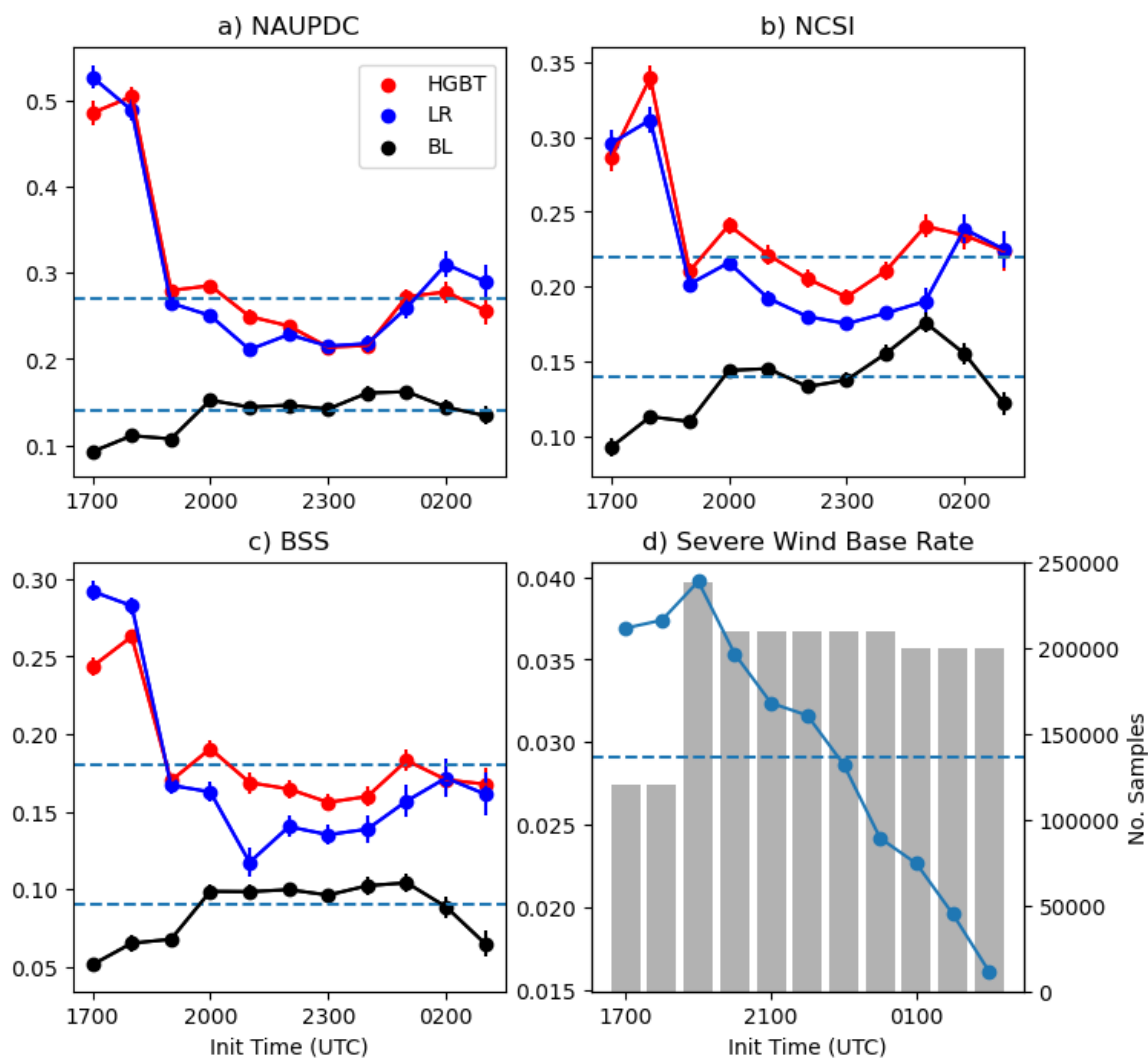 a) NAUPDC
0.5
0.4
0.3
0.2
0.1
HGBT
LR
BL
1700 2000 2300 0200
b) NCSI
0.35
0.30
0.25
0.20
0.15
0.10
1700 2000 2300 0200
c) BSS
0.30
0.25
0.20
0.15
0.10
0.05
1700 2000 2300 0200
Init Time (UTC)
d) Severe Wind Base Rate
0.040
0.035
0.030
0.025
0.020
0.015
250000
200000
150000
100000
50000
0
No. Samples
1700 2100 0100
Init Time (UTC)